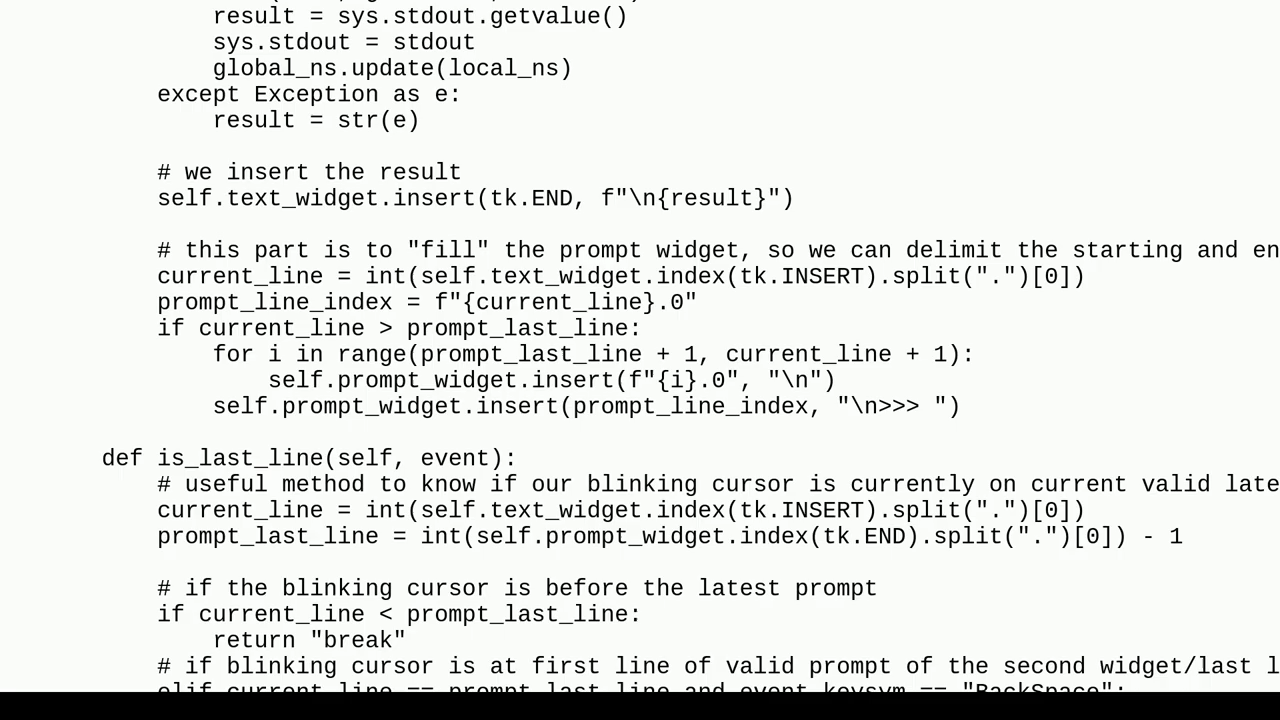 result = sys.stdout.getvalue()
sys.stdout = stdout
global_ns.update(local_ns)
except Exception as e:
result = str(e)
# we insert the result
self.text_widget.insert(tk.END, f"\n{result}")
# this part is to "fill" the prompt widget, so we can delimit the starting and en
current_line = int(self.text_widget.index(tk.INSERT).split(".")[0])
prompt_line_index = f"{current_line}.0"
if current_line > prompt_last_line:
for i in range(prompt_last_line + 1, current_line + 1):
self.prompt_widget.insert(f"{i}.0", "\n")
self.prompt_widget.insert(prompt_line_index, "\n>>> ")
def is_last_line(self, event):
# useful method to know if our blinking cursor is currently on current valid late
current_line = int(self.text_widget.index(tk.INSERT).split(".")[0])
prompt_last_line = int(self.prompt_widget.index(tk.END).split(".")[0]) - 1
# if the blinking cursor is before the latest prompt
if current_line < prompt_last_line:
return "break"
# if blinking cursor is at first line of valid prompt of the second widget/last l
elif current_line == prompt_last_line and event.keysym == "BackSpace":